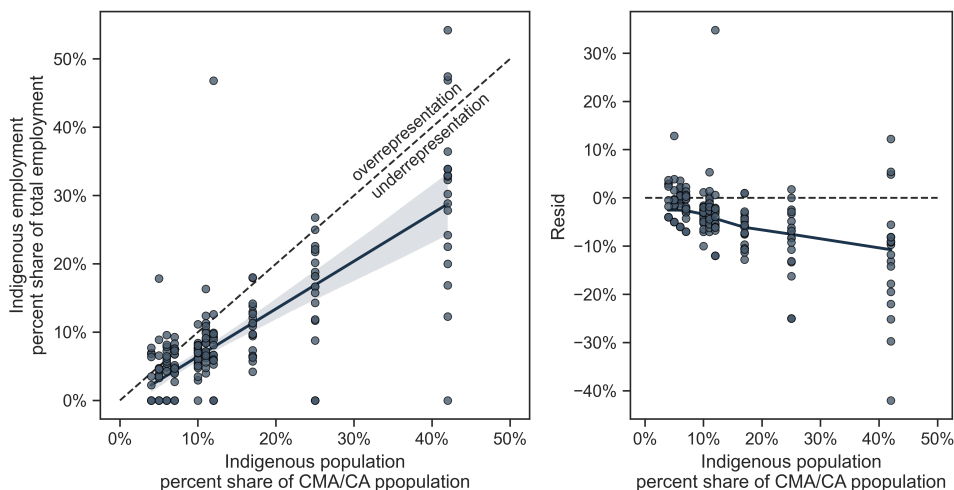 50%
40%
30%
20%
10%
0%
Indigenous employment
percent share of total employment
overrepresentation
underrepresentation
0%
10%
20%
30%
40%
50%
Indigenous population
percent share of CMA/CA ppopulation
30%
20%
10%
0%
−10%
−20%
−30%
−40%
Resid
0%
10%
20%
30%
40%
50%
Indigenous population
percent share of CMA/CA ppopulation